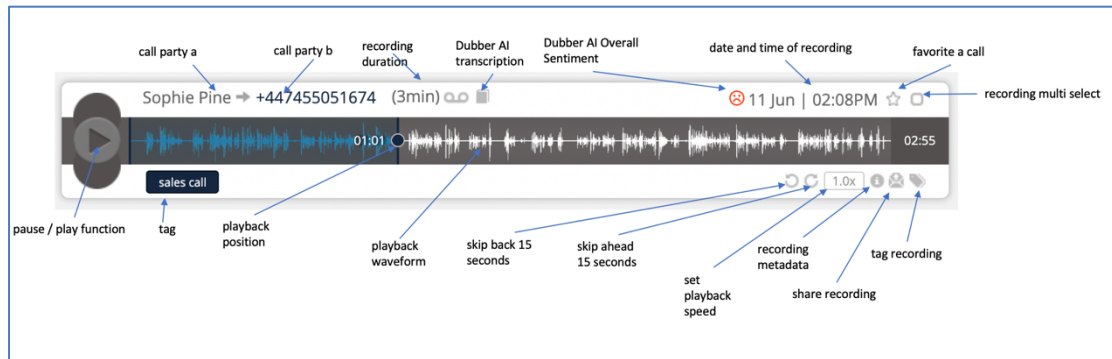 call party a
call party b
recording
duration
Dubber AI
transcription
Dubber AI Overall
Sentiment
date and time of recording
favorite a call
recording multi select
Sophie Pine → +447455051674 (3min)
11 Jun | 02:08PM
01:01
02:55
sales call
1.0x
pause / play function
tag
playback
position
playback
waveform
skip back 15
seconds
skip ahead
15 seconds
set
playback
speed
recording
metadata
share recording
tag recording